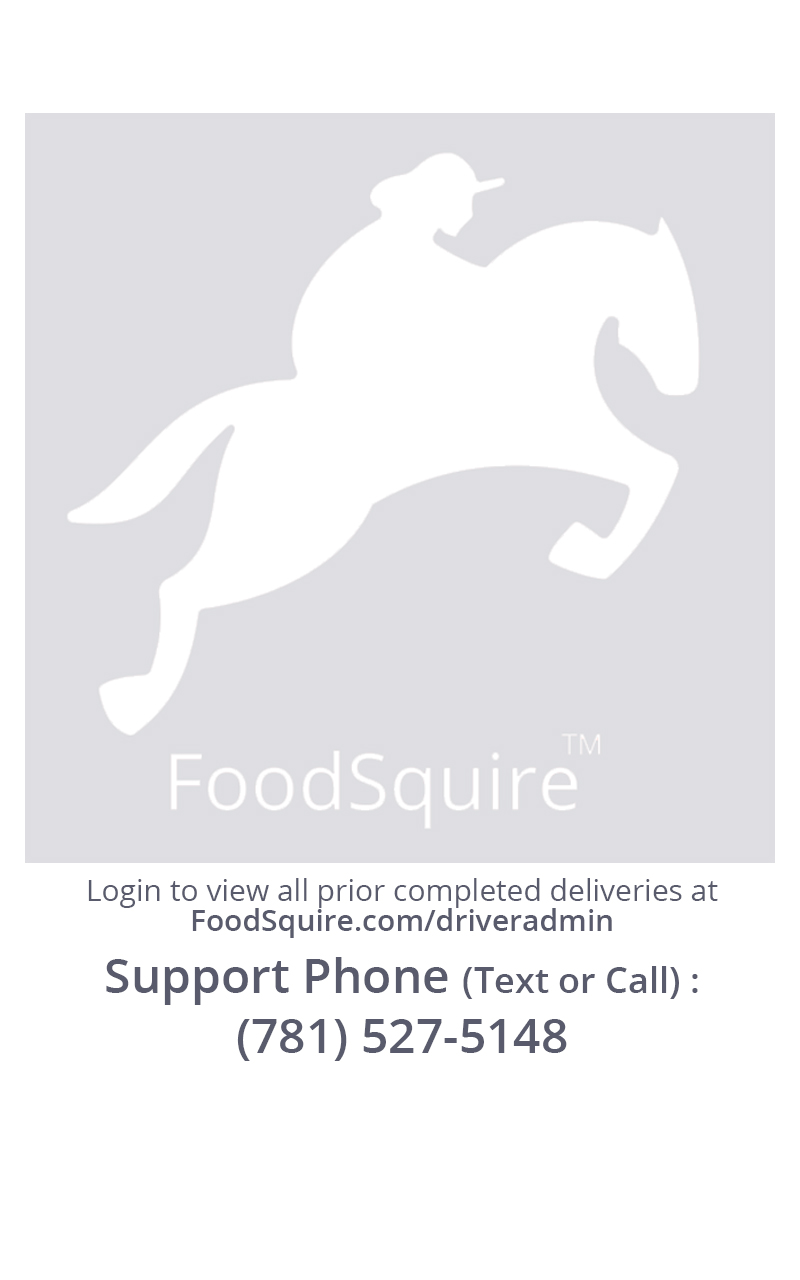 FoodSquire™
Login to view all prior completed deliveries at
FoodSquire.com/driveradmin
Support Phone (Text or Call) :
(781) 527-5148